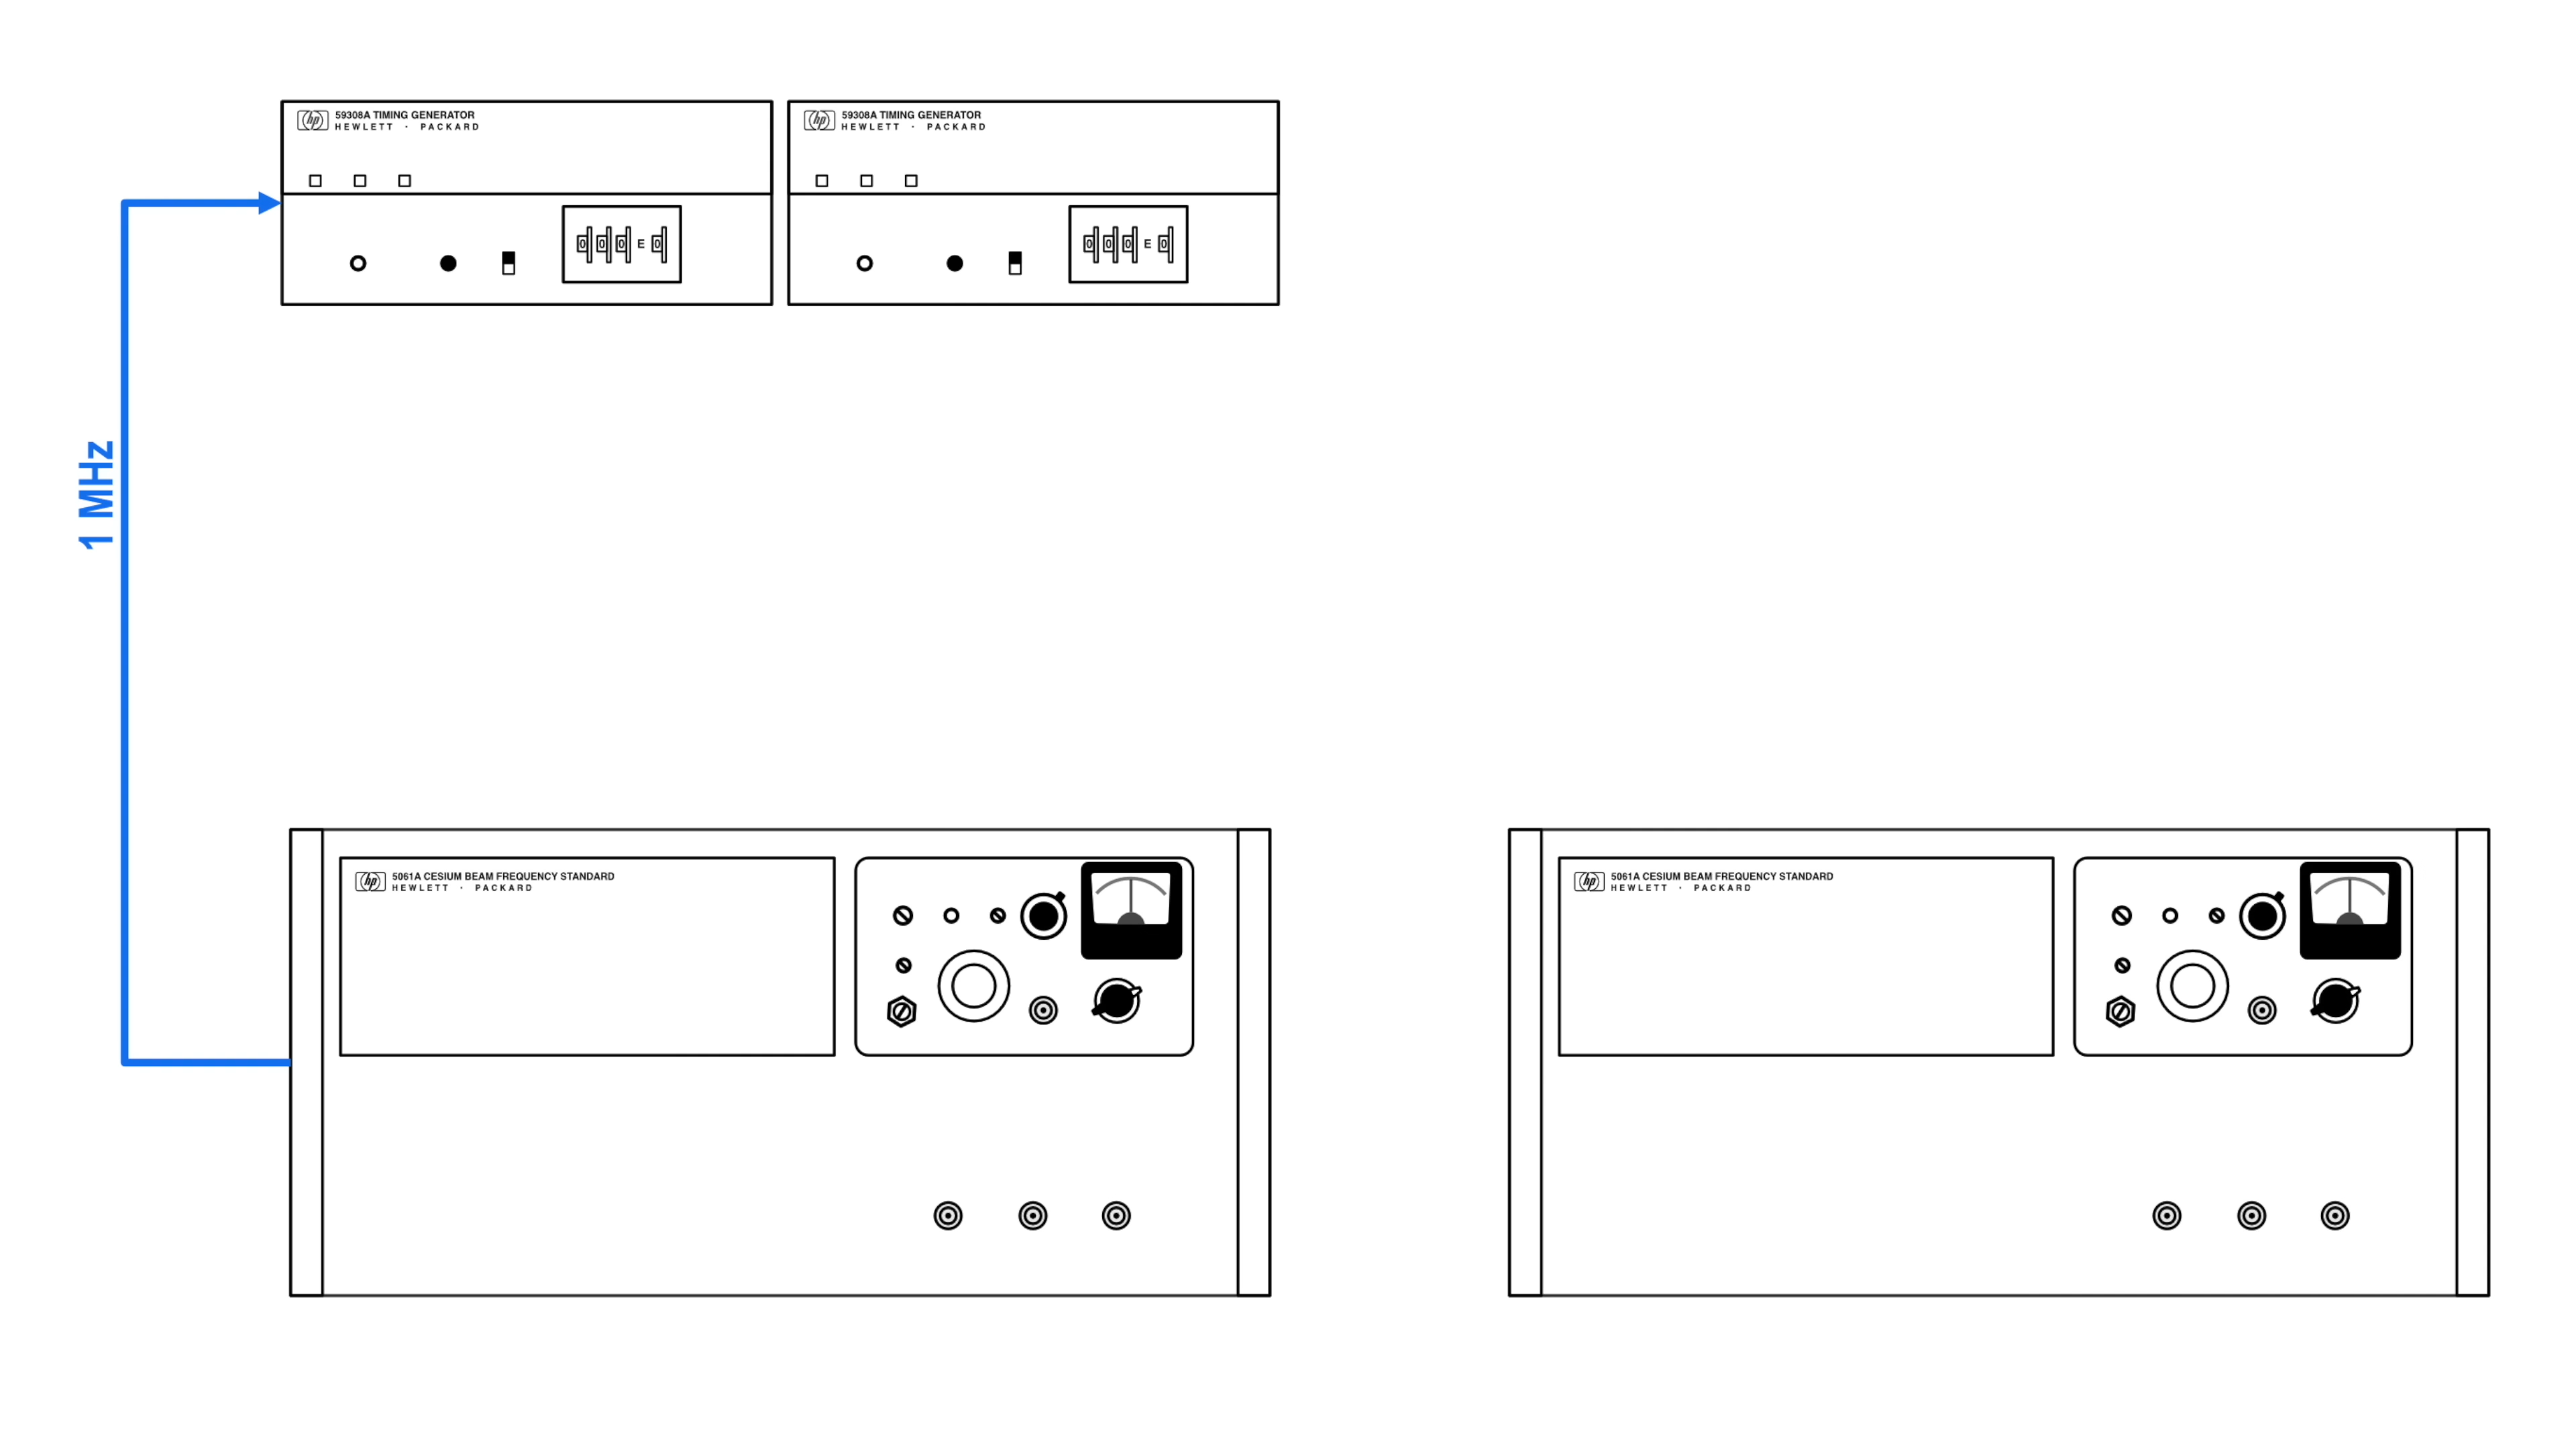 hp 59308A TIMING GENERATOR
HEWLETT · PACKARD
0 0 0 E 0
hp 59308A TIMING GENERATOR
HEWLETT · PACKARD
0 0 0 E 0
1 MHz
hp 5061A CESIUM BEAM FREQUENCY STANDARD
HEWLETT · PACKARD
hp 5061A CESIUM BEAM FREQUENCY STANDARD
HEWLETT · PACKARD